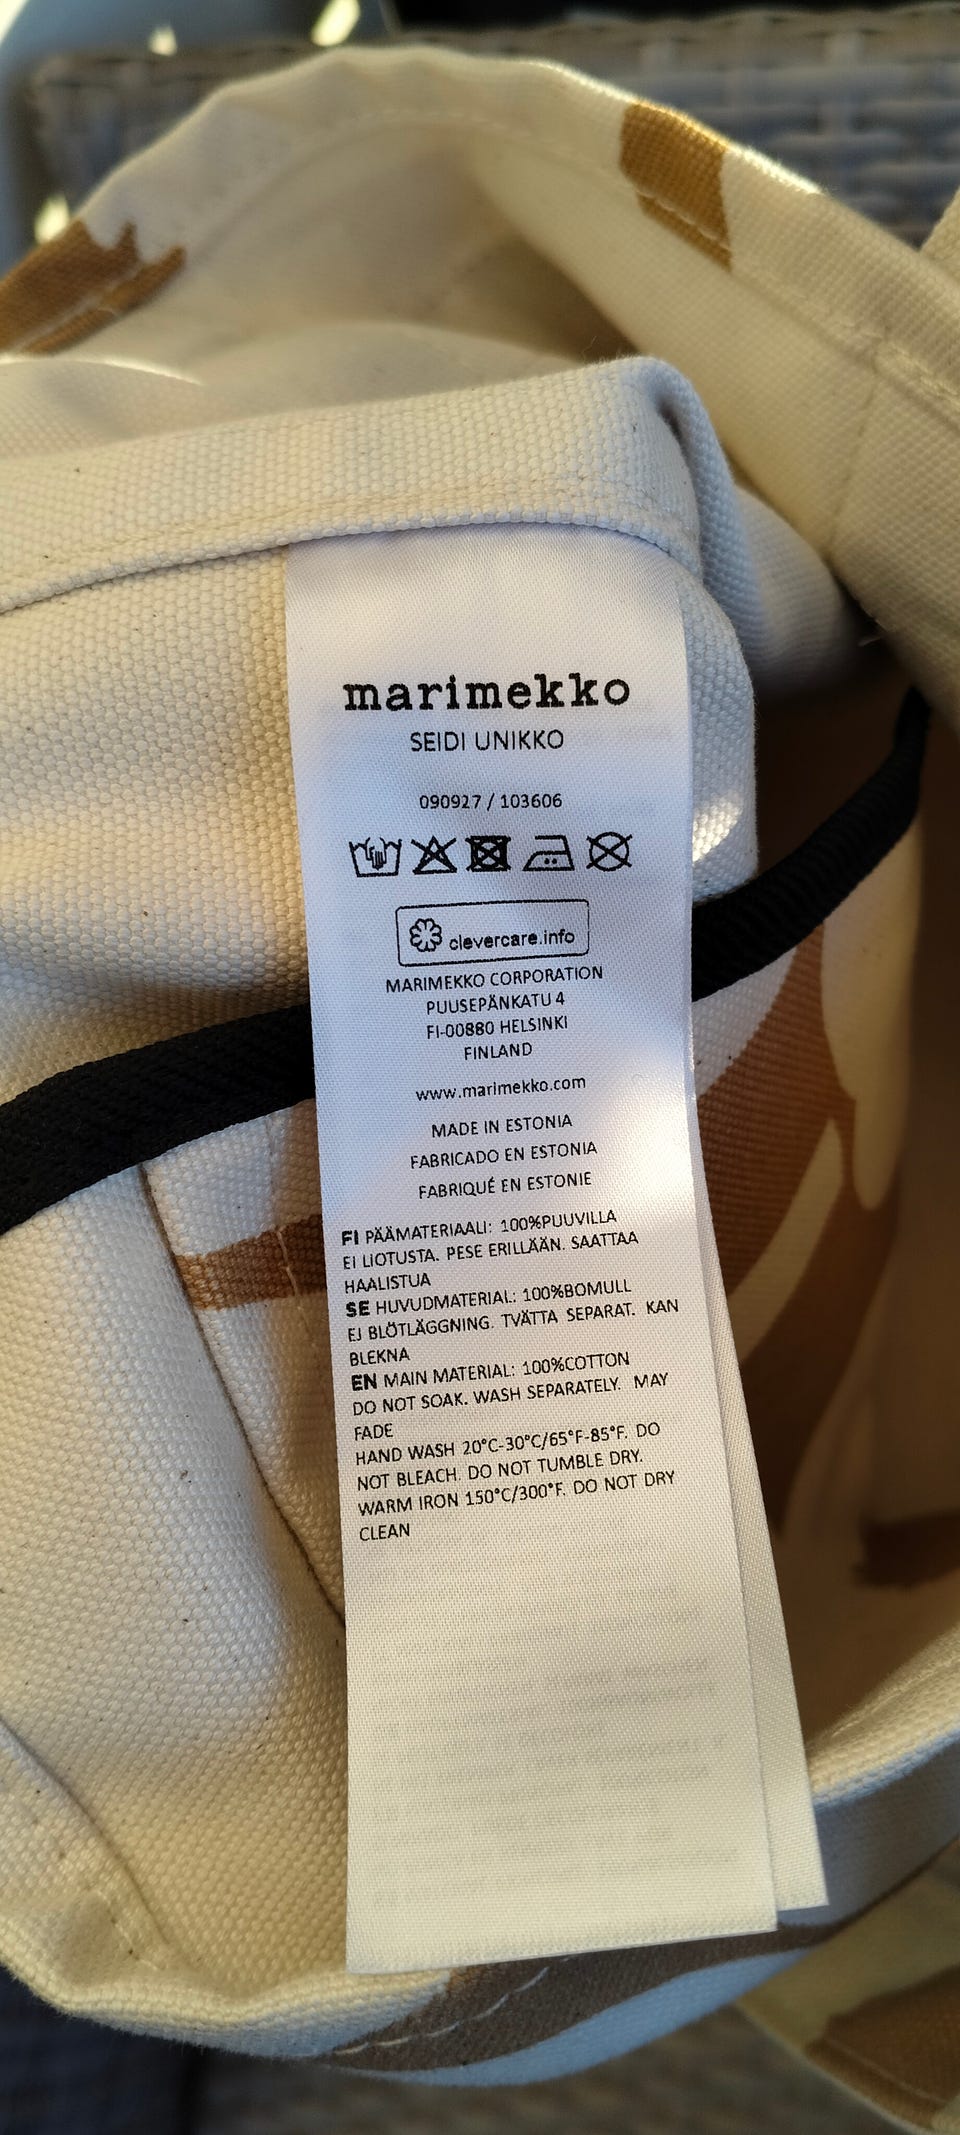 marimekko
SEIDI UNIKKO
090927 / 103606
clevercare.info
MARIMEKKO CORPORATION
PUUSEPÄNKATU 4
FI-00880 HELSINKI
FINLAND
www.marimekko.com
MADE IN ESTONIA
FABRICADO EN ESTONIA
FABRIQUÉ EN ESTONIE
FI PÄÄMATERIAALI: 100%PUUVILLA
EI LIOTUSTA. PESE ERILLÄÄN. SAATTAA
HAALISTUA
SE HUVUDMATERIAL: 100%BOMULL
EJ BLÖTLÄGGNING. TVÄTTA SEPARAT. KAN
BLEKNA
EN MAIN MATERIAL: 100%COTTON
DO NOT SOAK. WASH SEPARATELY. MAY
FADE
HAND WASH 20°C-30°C/65°F-85°F. DO
NOT BLEACH. DO NOT TUMBLE DRY.
WARM IRON 150°C/300°F. DO NOT DRY
CLEAN